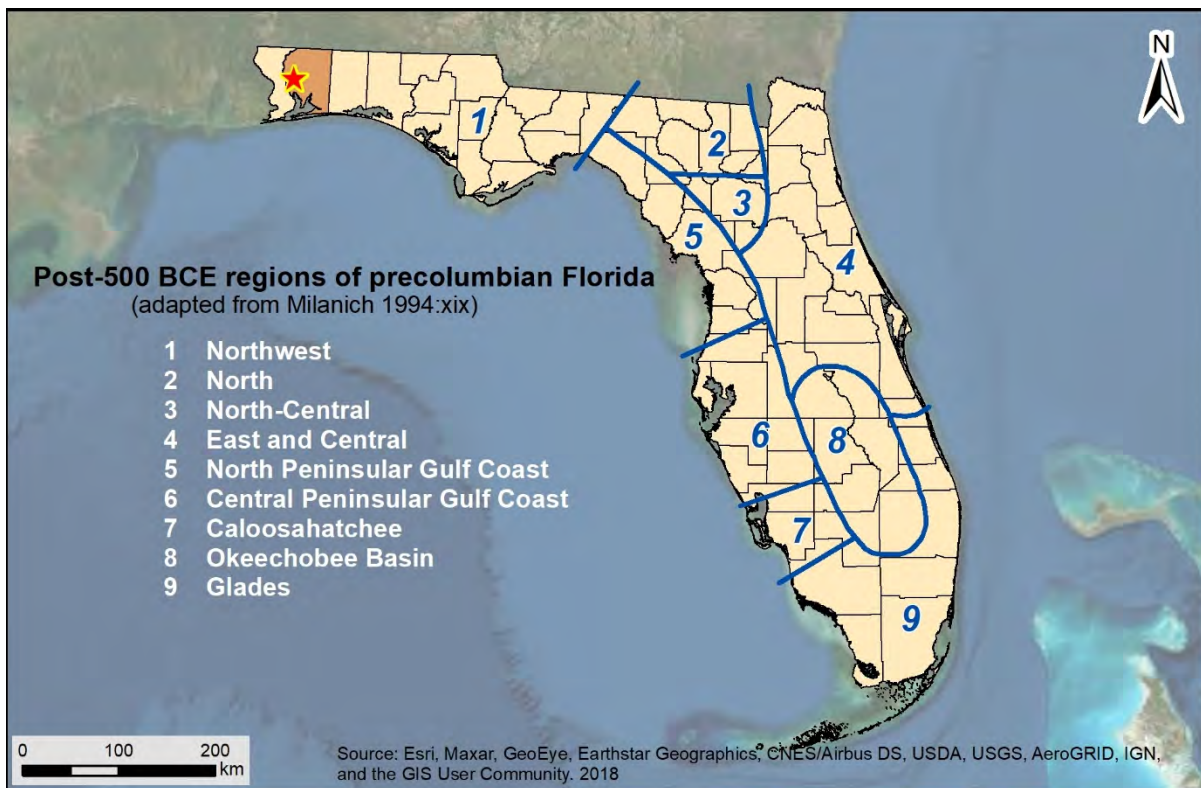 N
1
2
3
5
4
Post-500 BCE regions of precolumbian Florida
(adapted from Milanich 1994:xix)
1 Northwest
2 North
3 North-Central
4 East and Central
5 North Peninsular Gulf Coast
6 Central Peninsular Gulf Coast
7 Caloosahatchee
8 Okeechobee Basin
9 Glades
6
8
7
9
0 100 200
km
Source: Esri, Maxar, GeoEye, Earthstar Geographics, CNES/Airbus DS, USDA, USGS, AeroGRID, IGN,
and the GIS User Community. 2018